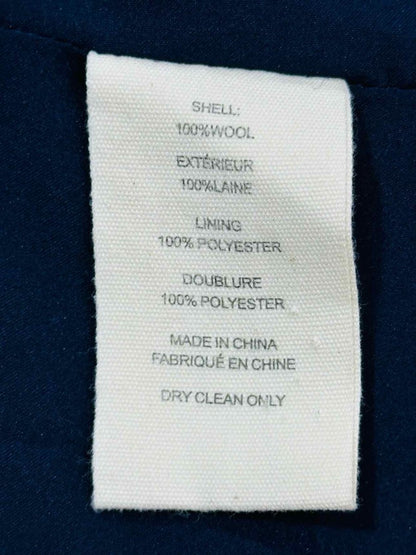 SHELL:
100%WOOL
EXTÉRIEUR
100%LAINE
LINING
100% POLYESTER
DOUBLURE
100% POLYESTER
MADE IN CHINA
FABRIQUÉ EN CHINE
DRY CLEAN ONLY